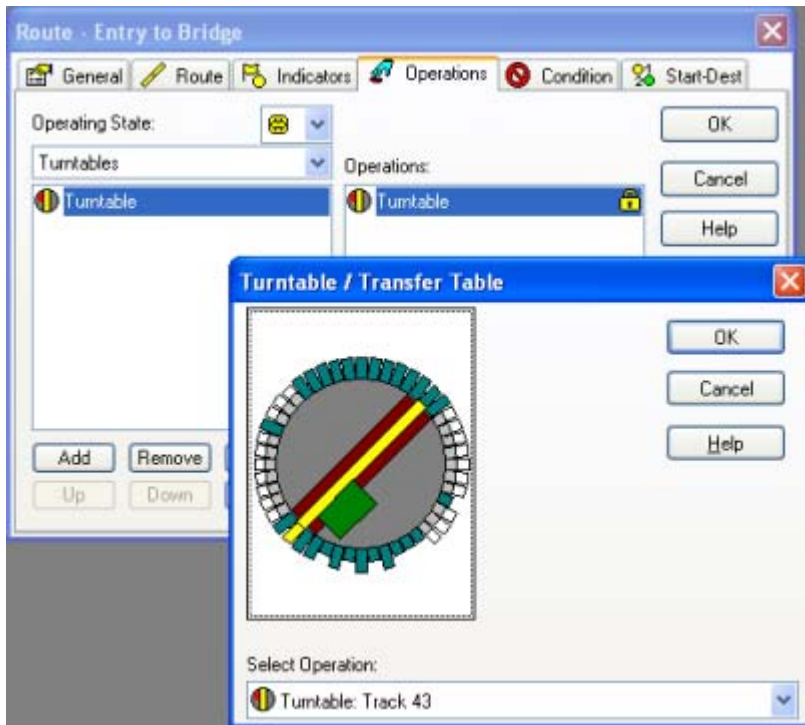 Route - Entry to Bridge
General Route Indicators Operations Condition Start-Dest
Operating State:
OK
Turntables
Operations:
Cancel
Turntable
Turntable
Help
Turntable / Transfer Table
OK
Cancel
Help
Add Remove
Up Down
Select Operation:
Turntable: Track 43